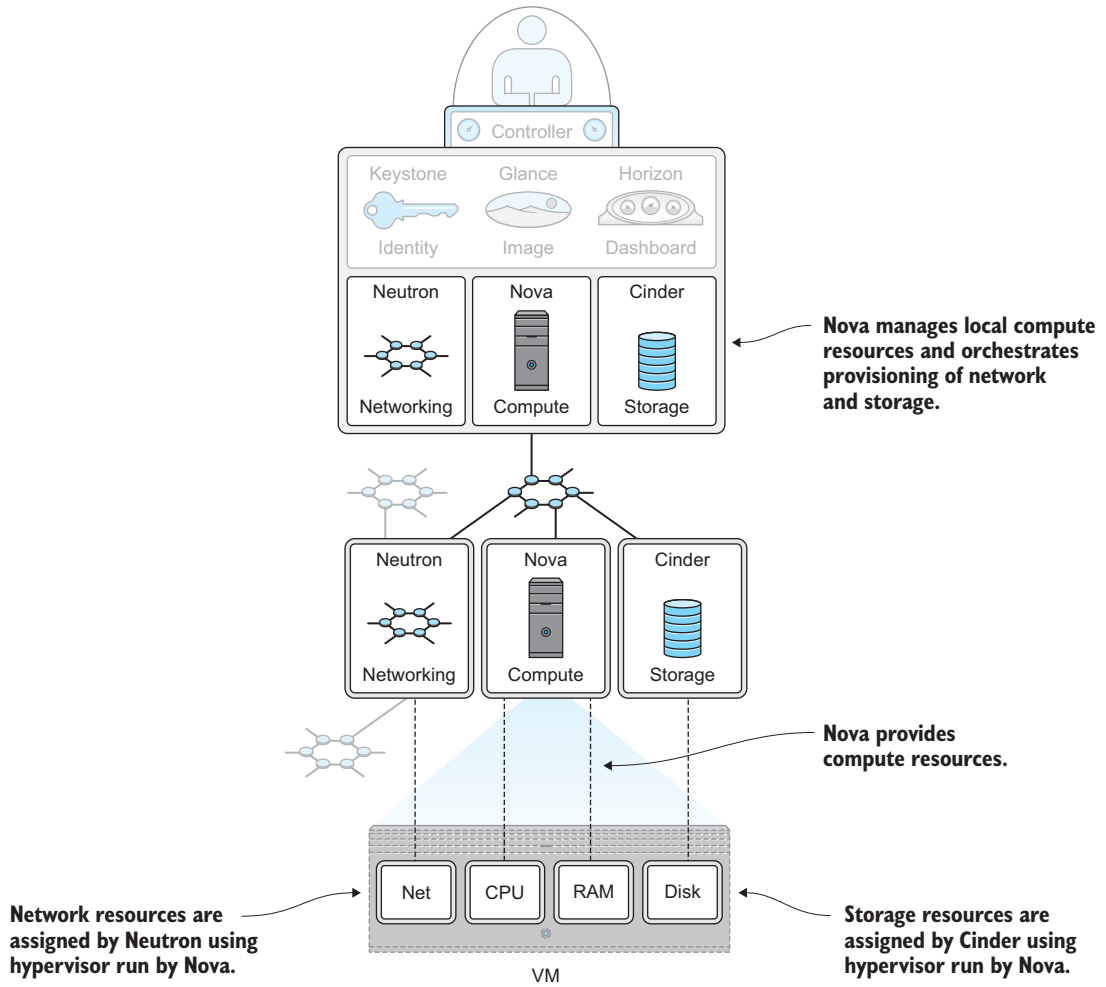 Controller
Keystone
Glance
Horizon
Identity
Image
Dashboard
Neutron
Nova
Cinder
Networking
Compute
Storage
Nova manages local compute
resources and orchestrates
provisioning of network
and storage.
Neutron
Nova
Cinder
Networking
Compute
Storage
Nova provides
compute resources.
Net
CPU
RAM
Disk
Network resources are
assigned by Neutron using
hypervisor run by Nova.
Storage resources are
assigned by Cinder using
hypervisor run by Nova.
VM